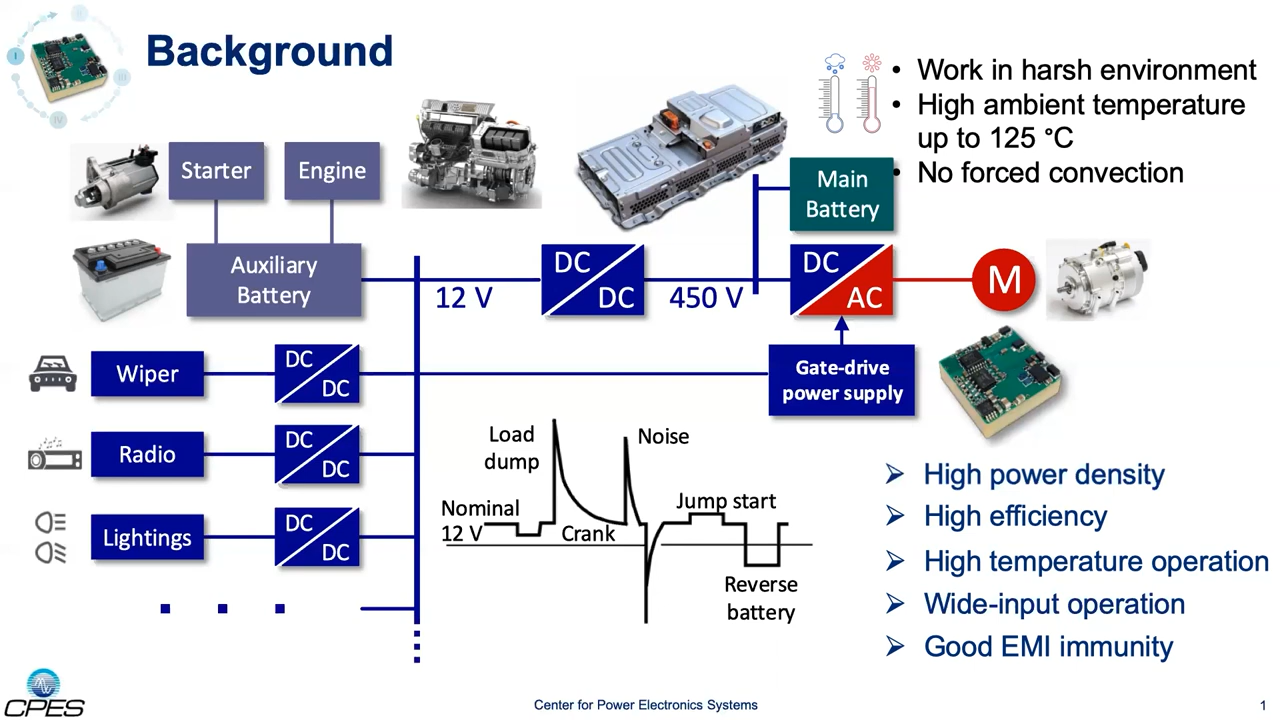 Background
• Work in harsh environment
• High ambient temperature
up to 125 °C
• No forced convection
Starter
Engine
Main
Battery
Auxiliary
Battery
12 V
DC
DC
450 V
DC
AC
M
Wiper
DC
DC
Gate-drive
power supply
Radio
DC
DC
Lightings
DC
DC
Load
dump
Noise
Nominal
12 V
Crank
Jump start
Reverse
battery
➢ High power density
➢ High efficiency
➢ High temperature operation
➢ Wide-input operation
➢ Good EMI immunity
CPES
Center for Power Electronics Systems
1